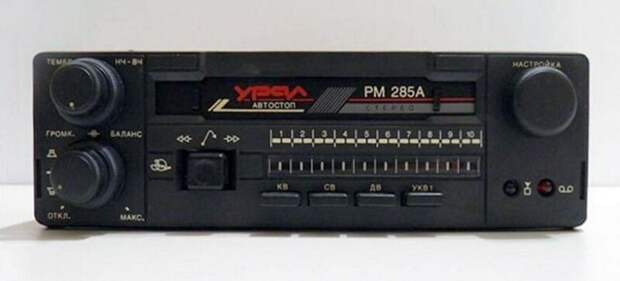 ТЕМБР НЧ-ВЧ
УРАЛ
АВТОСТОП
РМ 285А
СТЕРЕО
НАСТРОЙКА
ГРОМК. БАЛАНС
1 2 3 4 5 6 7 8 9 10
КВ СВ ДВ УКВ1
ОТКЛ. МАКС.